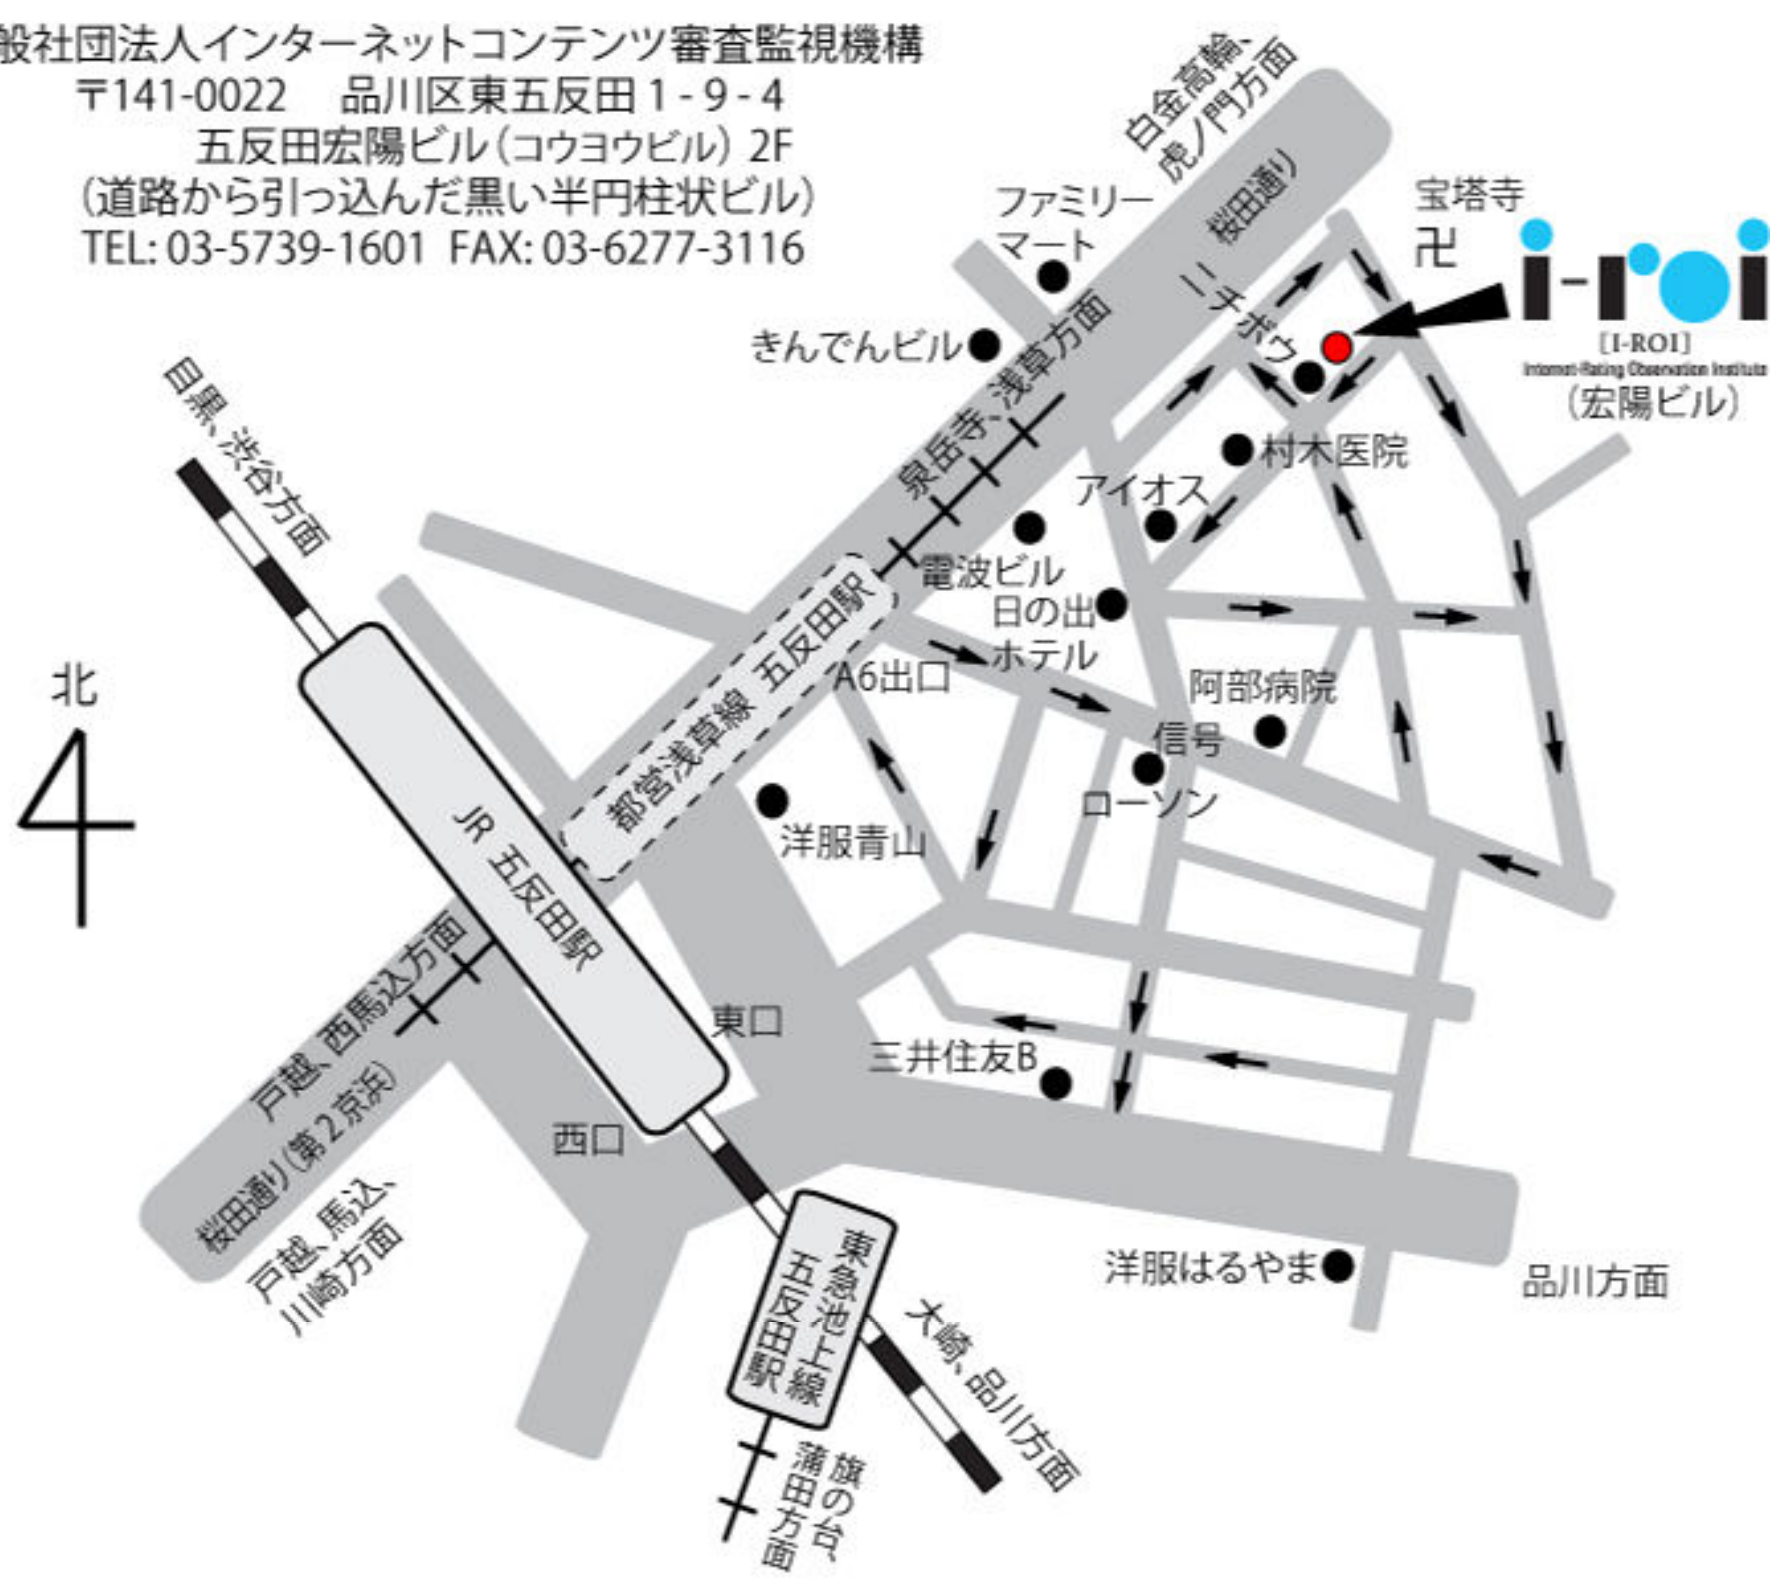 般社団法人インターネットコンテンツ審査監視機構
〒141-0022 品川区東五反田 1 - 9 - 4
五反田宏陽ビル（コウヨウビル）2F
（道路から引っ込んだ黒い半円柱状ビル）
TEL: 03-5739-1601 FAX: 03-6277-3116
白金高輪、
虎ノ門方面
桜田通り
宝塔寺
卍
i-roi
[I-ROI]
Internet-Rating Observation Institute
（宏陽ビル）
ファミリー
マート
ニチボウ
きんでんビル
泉岳寺、浅草方面
目黒、渋谷方面
村木医院
アイオス
電波ビル
日の出
ホテル
都営浅草線 五反田駅
A6出口
阿部病院
北
信号
ローソン
洋服青山
JR 五反田駅
戸越、西馬込方面
東口
三井住友B
桜田通り（第２京浜）
西口
戸越、馬込、
川崎方面
東急池上線
五反田駅
洋服はるやま
品川方面
大崎、品川方面
旗の台、
蒲田方面